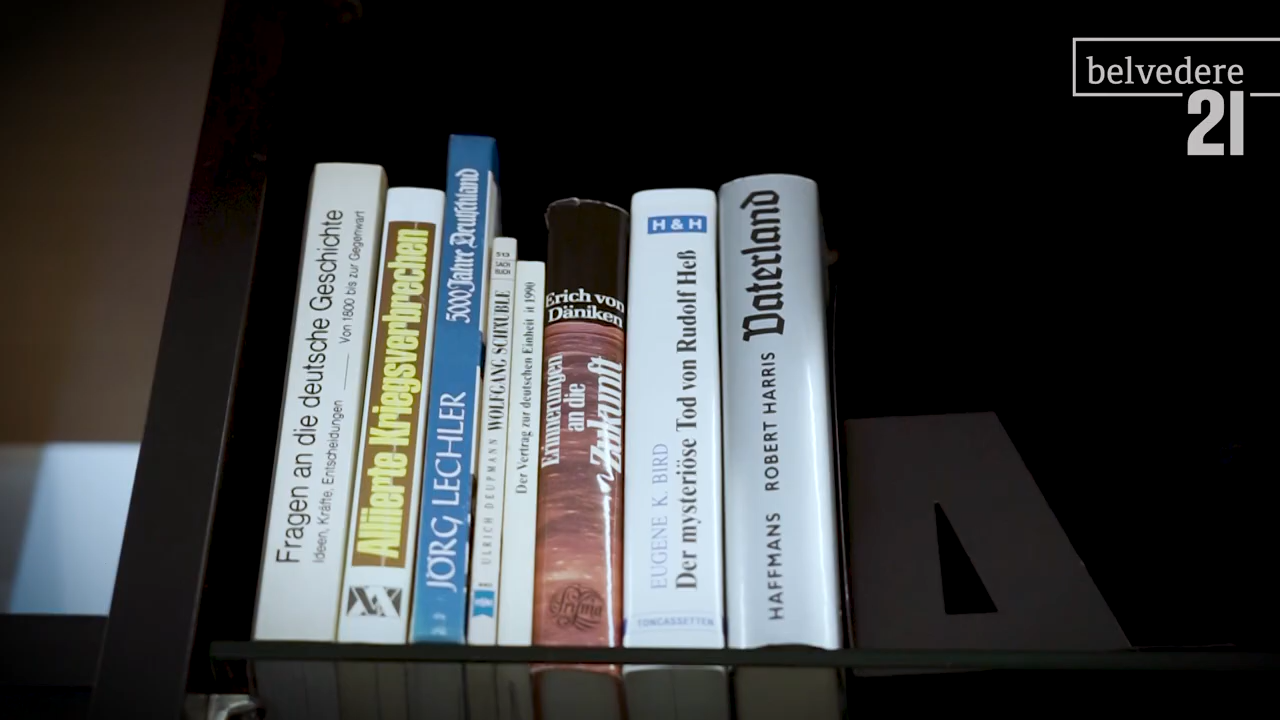 belvedere
21
Fragen an die deutsche Geschichte
Ideen, Kräfte, Entscheidungen —— Von 1800 bis zur Gegenwart
Alliierte Kriegsverbrechen
JÖRG LECHLER 5000 Jahre Deutschland
513
SACH
BUCH
ULRICH DEUPMANN WOLFGANG SCHÄUBLE
Der Vertrag zur deutschen Einheit
1990
Erich von
Däniken
Erinnerungen
an die
Zukunft
H & H
EUGENE K. BIRD
Der mysteriöse Tod von Rudolf Heß
TONCASSETTEN
HAFFMANS ROBERT HARRIS Vaterland
A